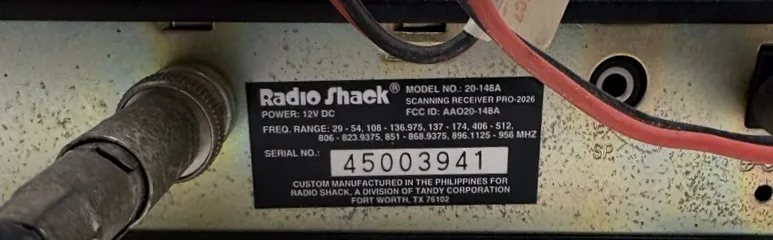 Radio Shack® MODEL NO.: 20-148A
SCANNING RECEIVER PRO-2026
POWER: 12V DC FCC ID: AAO20-148A
FREQ. RANGE: 29 - 54, 108 - 136.975, 137 - 174, 406 - 512,
806 - 823.9375, 851 - 868.9375, 896.1125 - 956 MHZ
SERIAL NO.: 45003941
CUSTOM MANUFACTURED IN THE PHILIPPINES FOR
RADIO SHACK, A DIVISION OF TANDY CORPORATION
FORT WORTH, TX 76102
SP